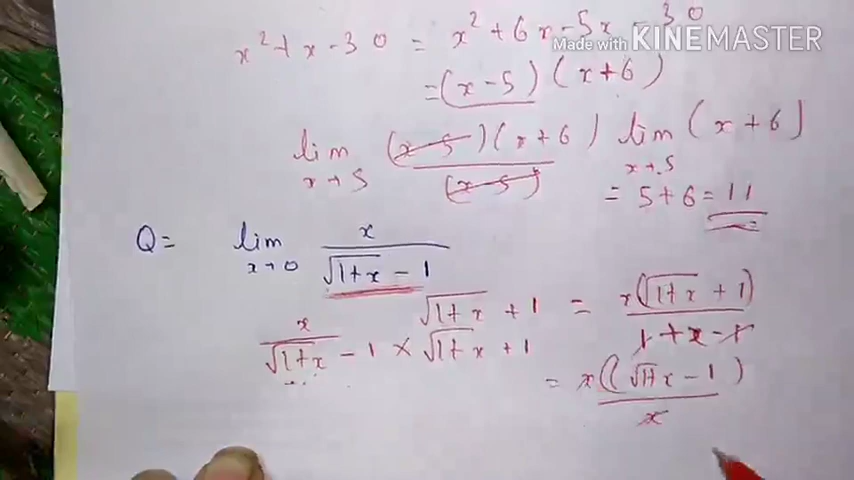 x² + x - 30 = x² + 6x - 5x - 30
Made with KINEMASTER
= (x - 5) (x + 6)
lim x→5 (x - 5)(x + 6) / (x - 5) lim x→5 (x + 6)
= 5 + 6 = 11
Q = lim x→0 x / √1+x - 1
x / √1+x - 1 × √1+x + 1 / √1+x + 1 = x(√1+x + 1) / 1 + x - 1
= x((√1+x - 1) / x